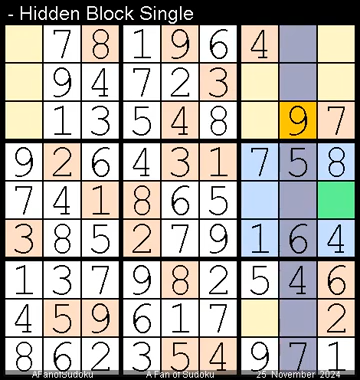 - Hidden Block Single
7 8 1 9 6 4
9 4 7 2 3
1 3 5 4 8 9 7
9 2 6 4 3 1 7 5 8
7 4 1 8 6 5
3 8 5 2 7 9 1 6 4
1 3 7 9 8 2 5 4 6
4 5 9 6 1 7 2
8 6 2 3 5 4 9 7 1
AFanofSudoku A Fan of Sudoku 25 November 2024